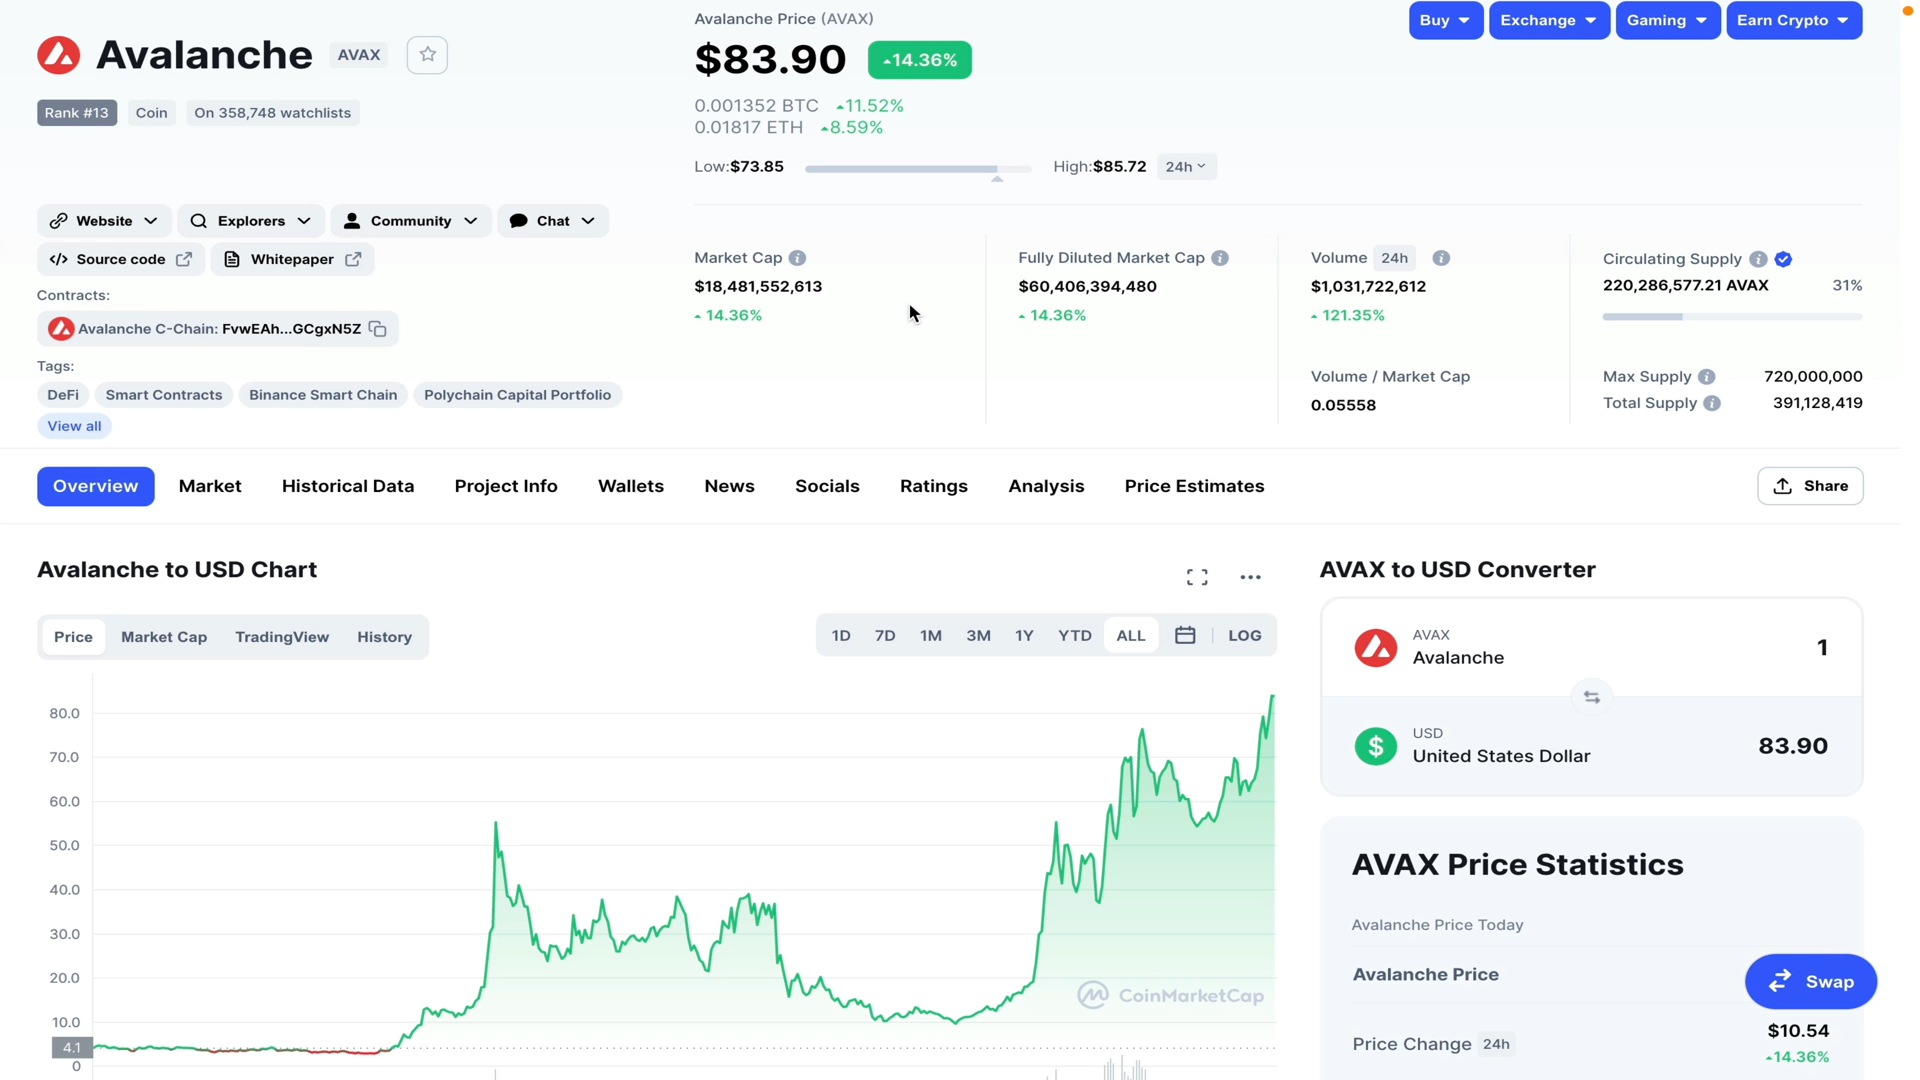 Avalanche AVAX
Rank #13 Coin On 358,748 watchlists
Website Explorers Community Chat
Source code Whitepaper
Contracts:
Avalanche C-Chain: FvwEAh...GCgxN5Z
Tags:
DeFi Smart Contracts Binance Smart Chain Polychain Capital Portfolio
View all
Avalanche Price (AVAX)
$83.90 14.36%
0.001352 BTC 11.52%
0.01817 ETH 8.59%
Low:$73.85 High:$85.72 24h
Buy Exchange Gaming Earn Crypto
Market Cap
$18,481,552,613
14.36%
Fully Diluted Market Cap
$60,406,394,480
14.36%
Volume 24h
$1,031,722,612
121.35%
Volume / Market Cap
0.05558
Circulating Supply
220,286,577.21 AVAX 31%
Max Supply 720,000,000
Total Supply 391,128,419
Overview Market Historical Data Project Info Wallets News Socials Ratings Analysis Price Estimates Share
Avalanche to USD Chart
Price Market Cap TradingView History
1D 7D 1M 3M 1Y YTD ALL LOG
80.0
70.0
60.0
50.0
40.0
30.0
20.0
10.0
4.1
0
CoinMarketCap
AVAX to USD Converter
AVAX
Avalanche 1
USD
United States Dollar 83.90
$
AVAX Price Statistics
Avalanche Price Today
Avalanche Price
Swap
Price Change 24h
$10.54
14.36%